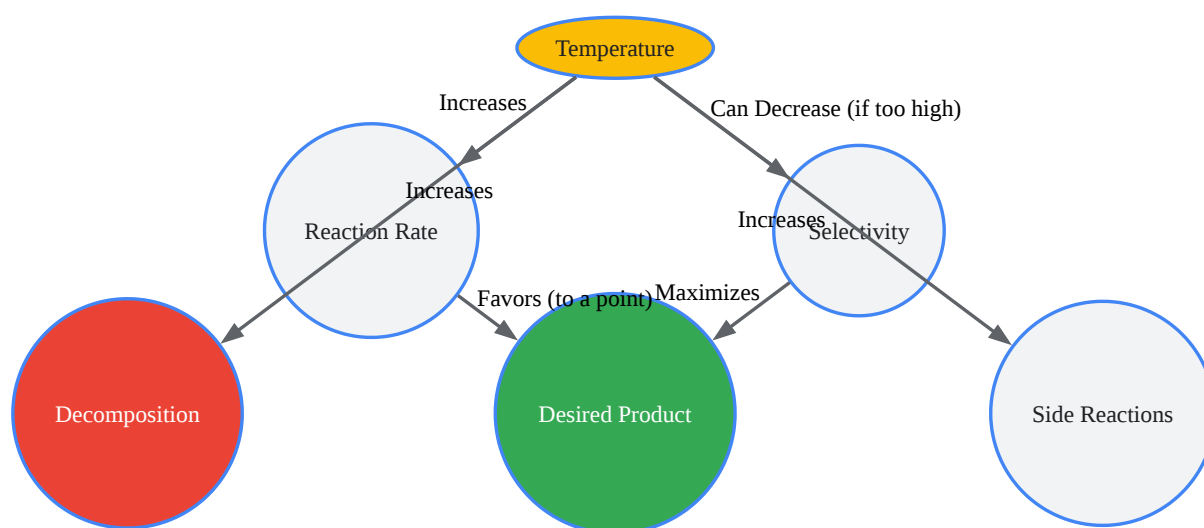 Temperature
Increases
Can Decrease (if too high)
Increases
Increases
Reaction Rate
Selectivity
Favors (to a point)
Maximizes
Decomposition
Desired Product
Side Reactions